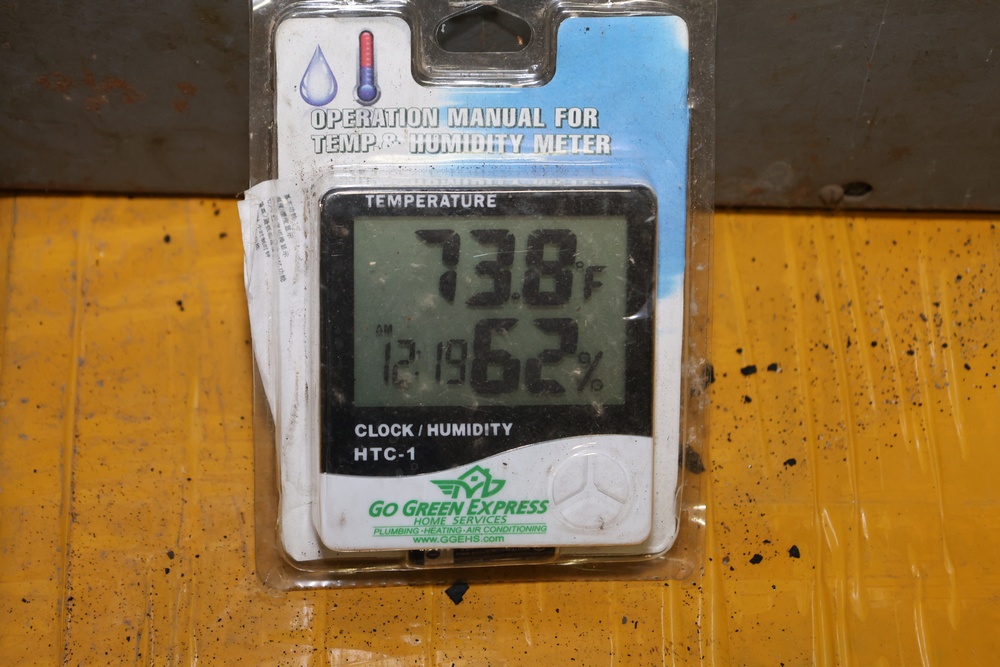 OPERATION MANUAL FOR
TEMP.& HUMIDITY METER
TEMPERATURE
73.8°F
AM
12:19 62%
CLOCK / HUMIDITY
HTC-1
GO GREEN EXPRESS
HOME SERVICES
PLUMBING·HEATING·AIR CONDITIONING
www.GGEHS.com